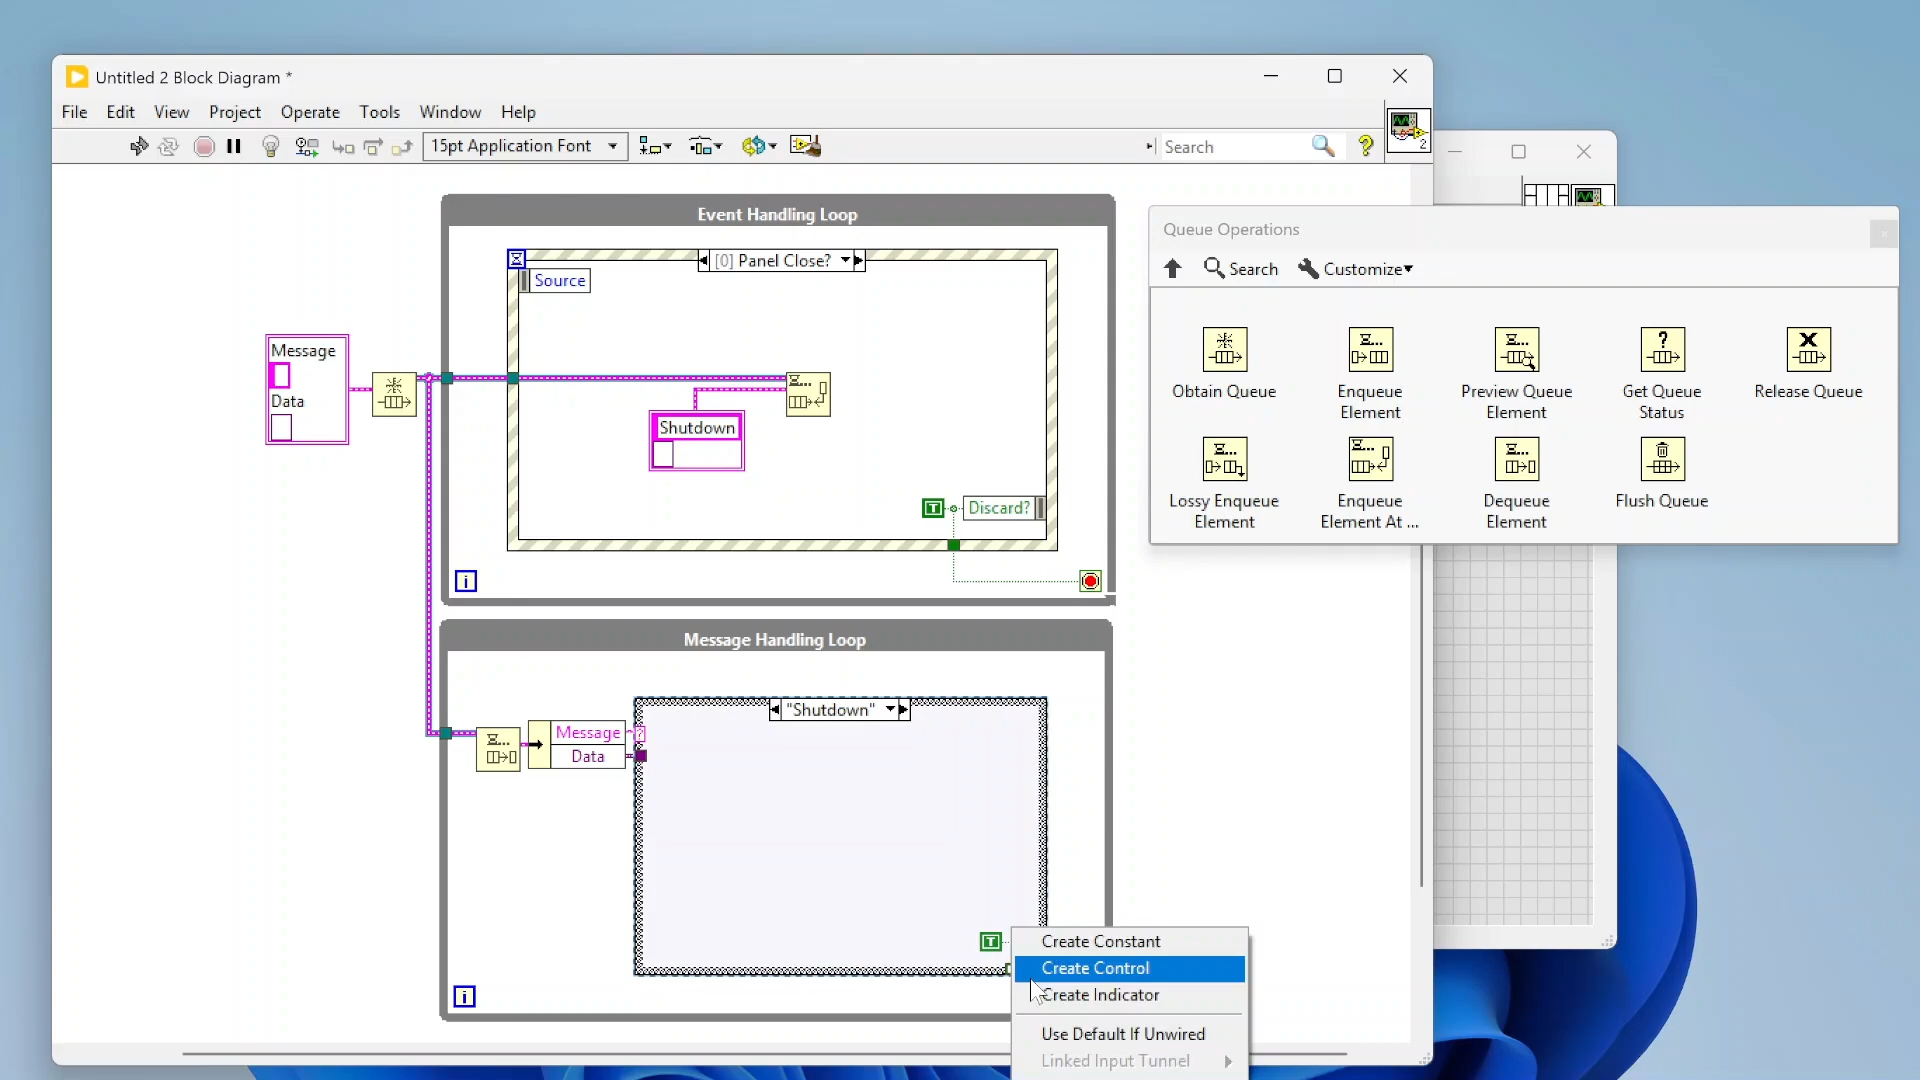 Untitled 2 Block Diagram *
File Edit View Project Operate Tools Window Help
15pt Application Font
Search
?
2
Event Handling Loop
[0] Panel Close?
Source
Message
Data
Shutdown
T
Discard?
i
Message Handling Loop
"Shutdown"
Message
?
Data
T
i
Create Constant
Create Control
Create Indicator
Use Default If Unwired
Linked Input Tunnel
Queue Operations
Search Customize
Obtain Queue
Enqueue
Element
Preview Queue
Element
Get Queue
Status
Release Queue
Lossy Enqueue
Element
Enqueue
Element At ...
Dequeue
Element
Flush Queue